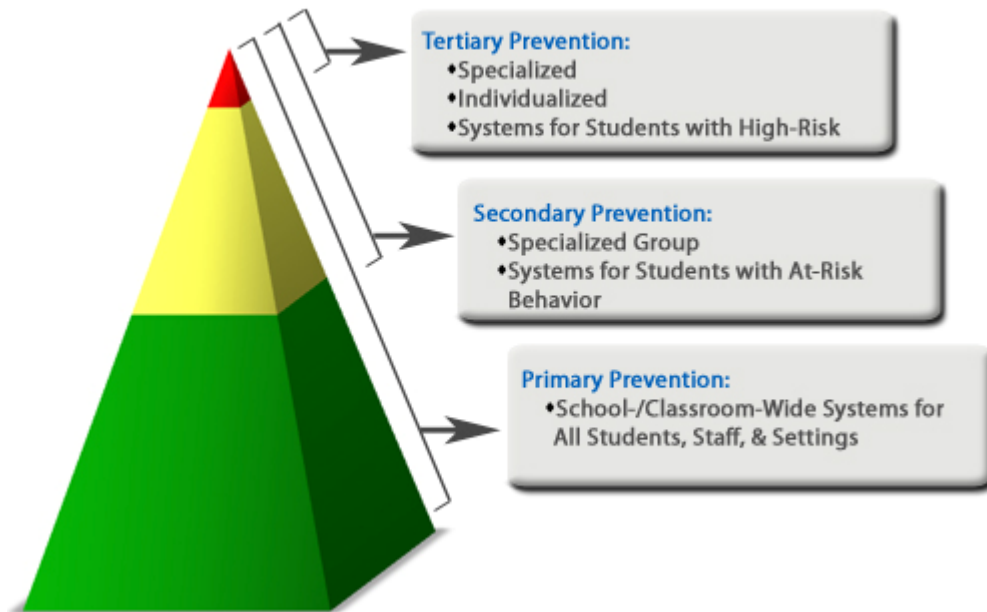 Tertiary Prevention:
♦Specialized
♦Individualized
♦Systems for Students with High-Risk
Secondary Prevention:
♦Specialized Group
♦Systems for Students with At-Risk
Behavior
Primary Prevention:
♦School-/Classroom-Wide Systems for
All Students, Staff, & Settings